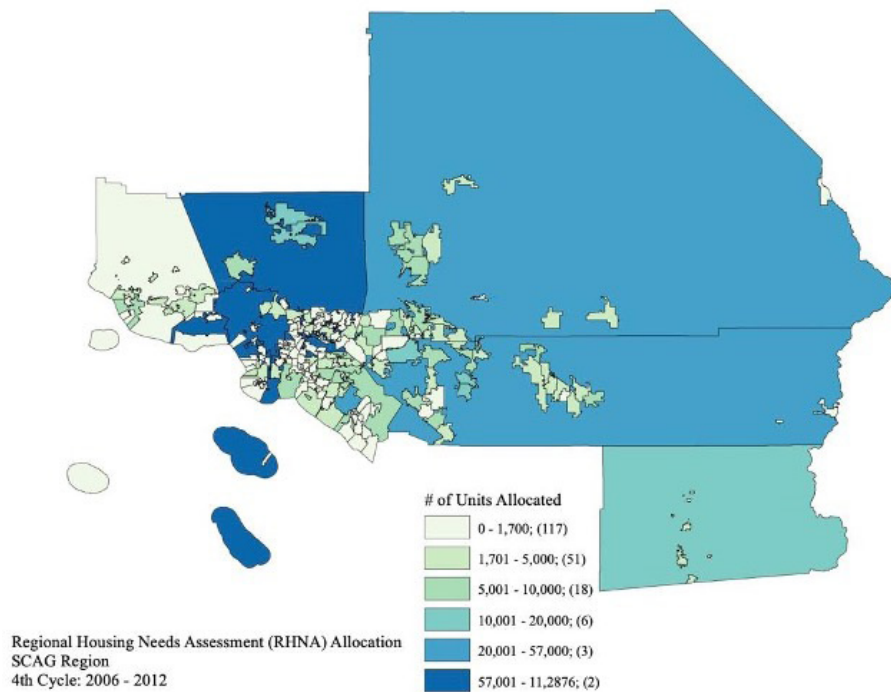 # of Units Allocated
0 - 1,700; (117)
1,701 - 5,000; (51)
5,001 - 10,000; (18)
10,001 - 20,000; (6)
20,001 - 57,000; (3)
57,001 - 11,2876; (2)
Regional Housing Needs Assessment (RHNA) Allocation
SCAG Region
4th Cycle: 2006 - 2012